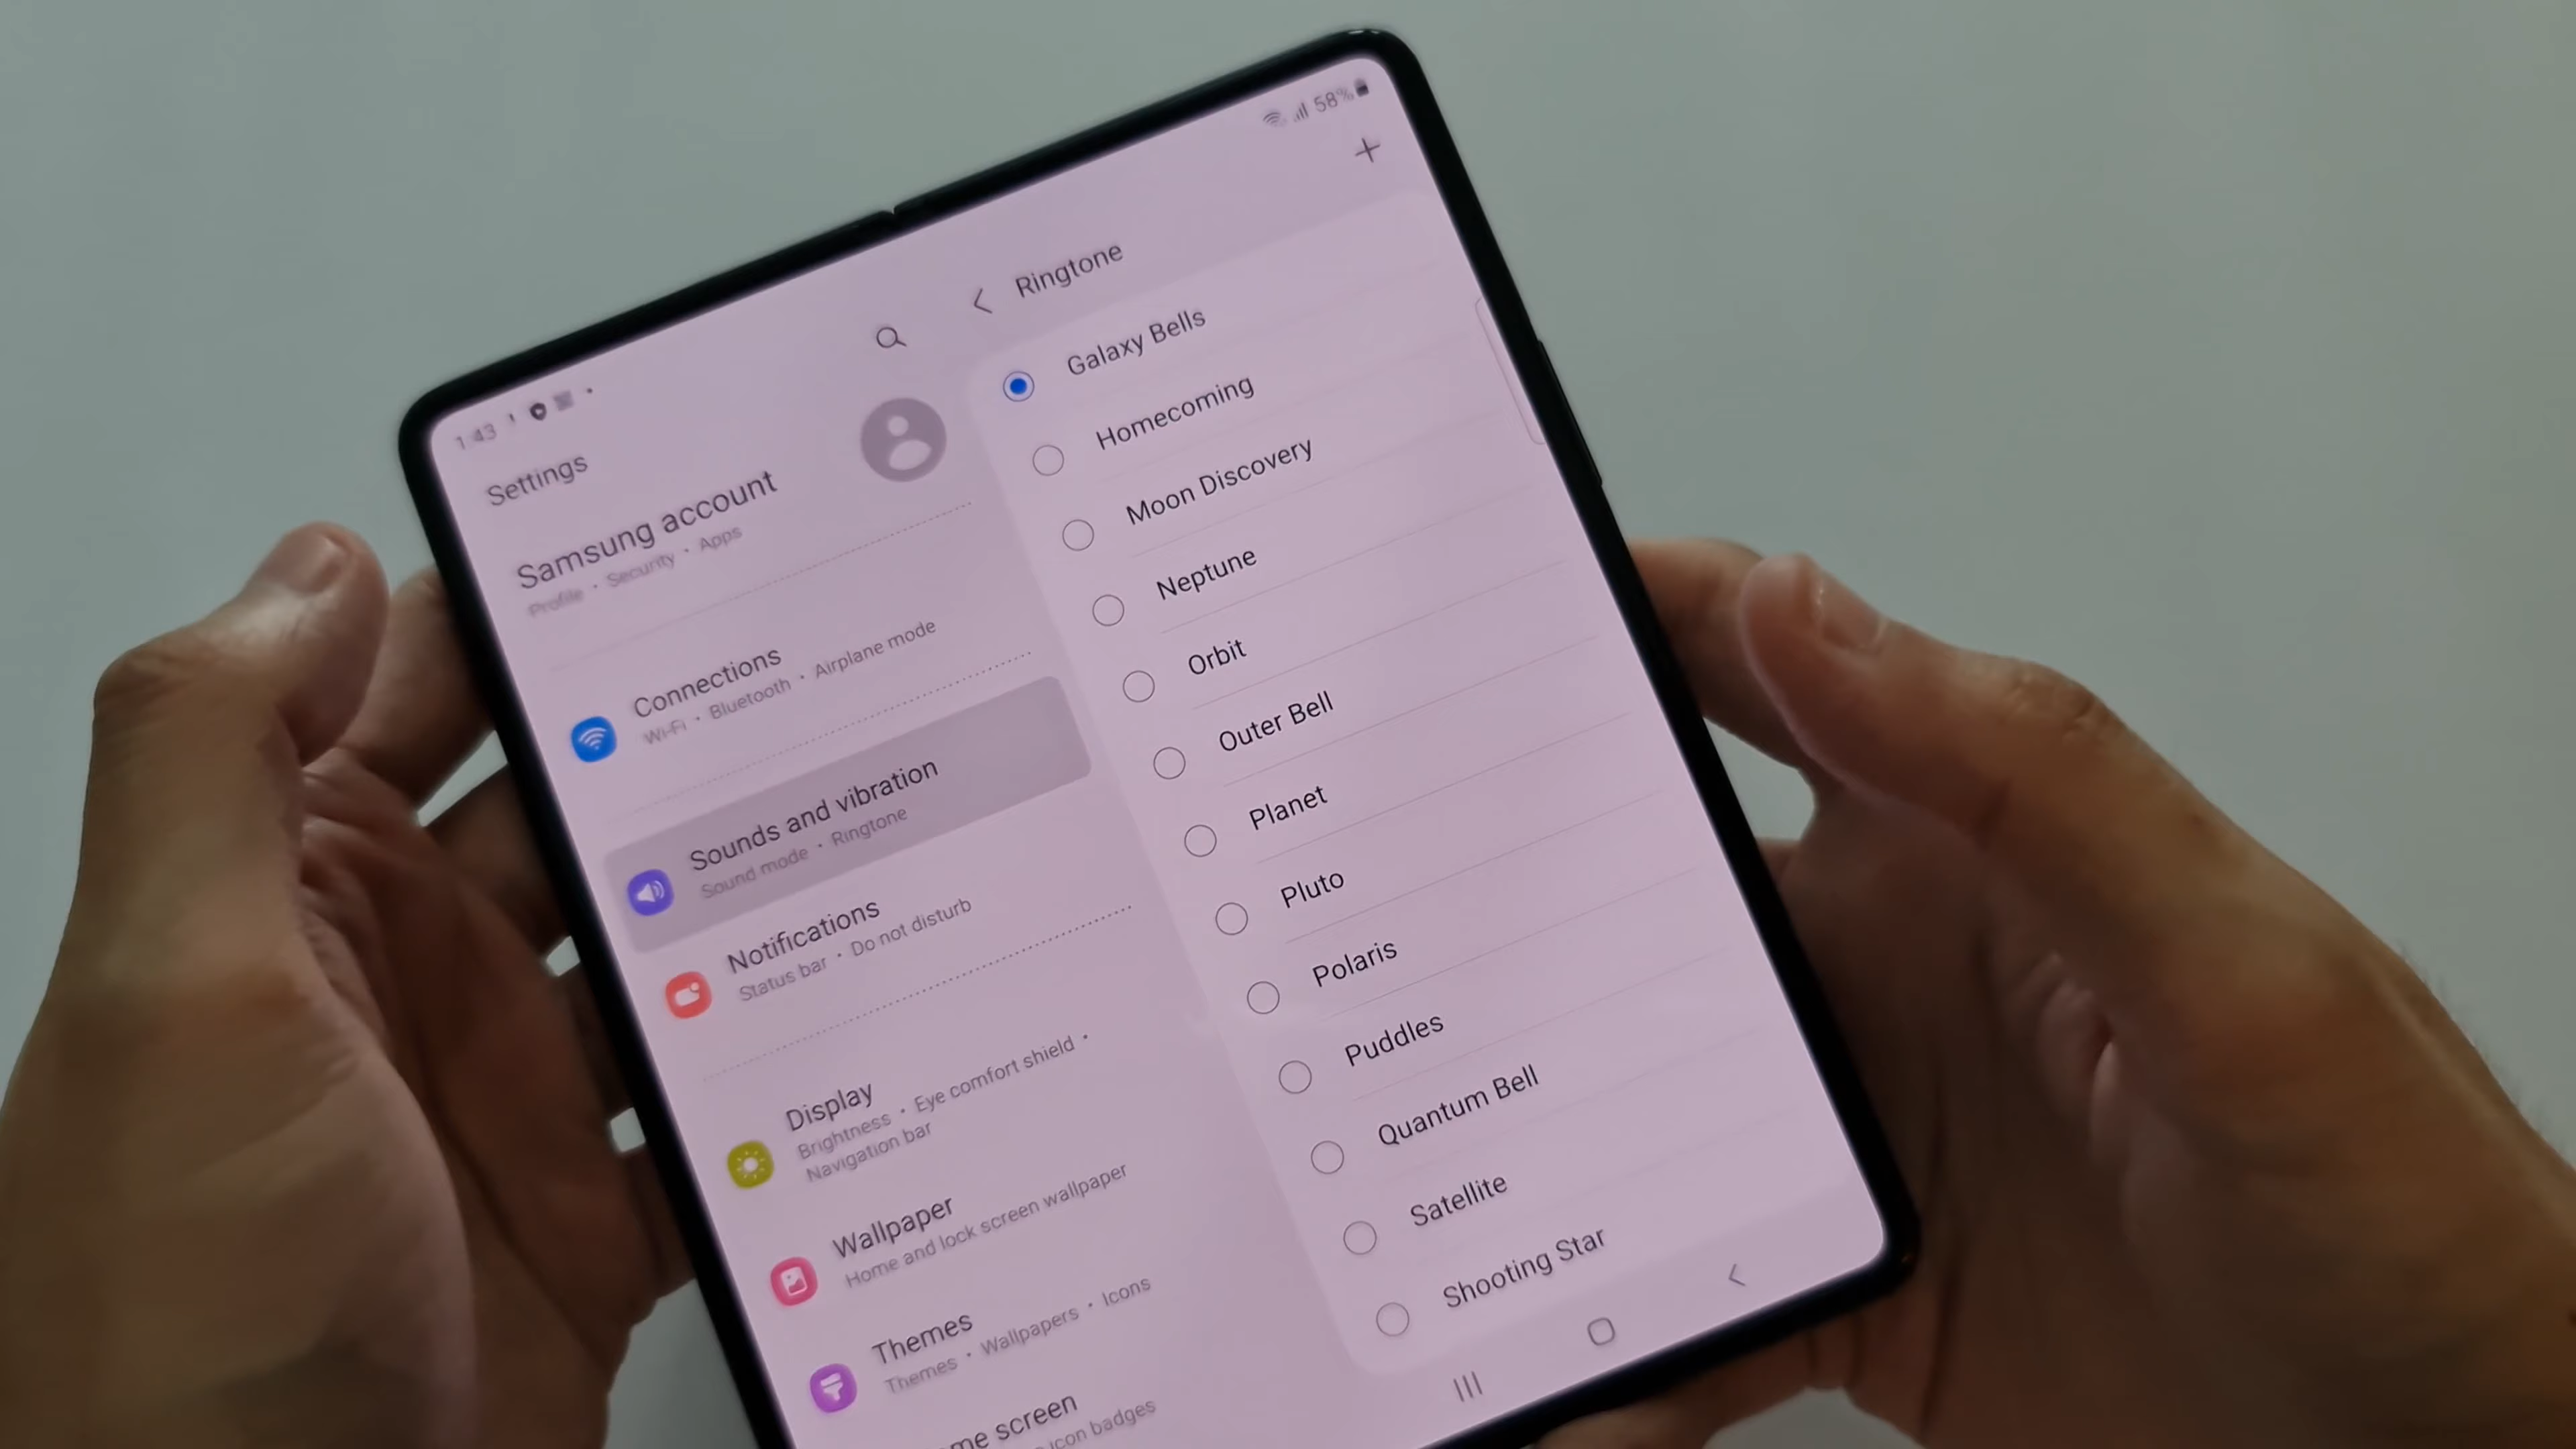 1:43
58%
Settings
Samsung account
Profile • Security • Apps
Connections
Wi-Fi • Bluetooth • Airplane mode
Sounds and vibration
Sound mode • Ringtone
Notifications
Status bar • Do not disturb
Display
Brightness • Eye comfort shield •
Navigation bar
Wallpaper
Home and lock screen wallpaper
Themes
Themes • Wallpapers • Icons
me screen
icon badges
Ringtone
Galaxy Bells
Homecoming
Moon Discovery
Neptune
Orbit
Outer Bell
Planet
Pluto
Polaris
Puddles
Quantum Bell
Satellite
Shooting Star